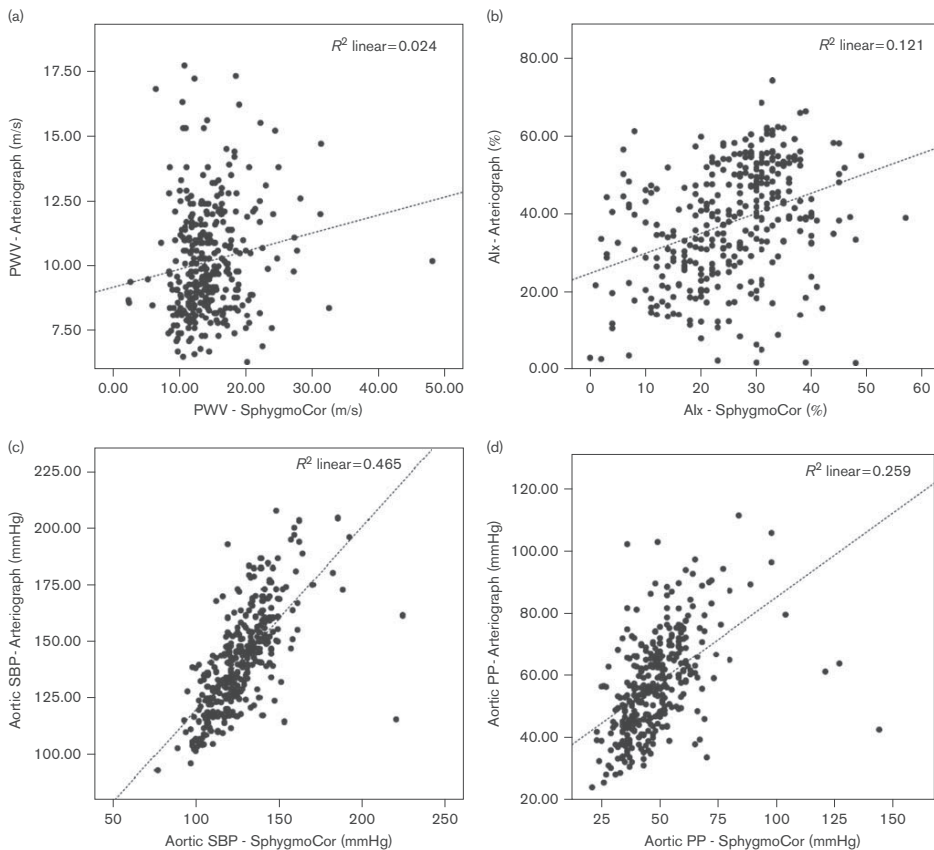 (a)
R² linear=0.024
17.50
15.00
12.50
10.00
7.50
PWV - Arteriograph (m/s)
0.00 10.00 20.00 30.00 40.00 50.00
PWV - SphygmoCor (m/s)
(b)
R² linear=0.121
80.00
60.00
40.00
20.00
0.00
AIx - Arteriograph (%)
0 10 20 30 40 50 60
AIx - SphygmoCor (%)
(c)
R² linear=0.465
225.00
200.00
175.00
150.00
125.00
100.00
Aortic SBP - Arteriograph (mmHg)
50 100 150 200 250
Aortic SBP - SphygmoCor (mmHg)
(d)
R² linear=0.259
120.00
100.00
80.00
60.00
40.00
20.00
Aortic PP - Arteriograph (mmHg)
25 50 75 100 125 150
Aortic PP - SphygmoCor (mmHg)